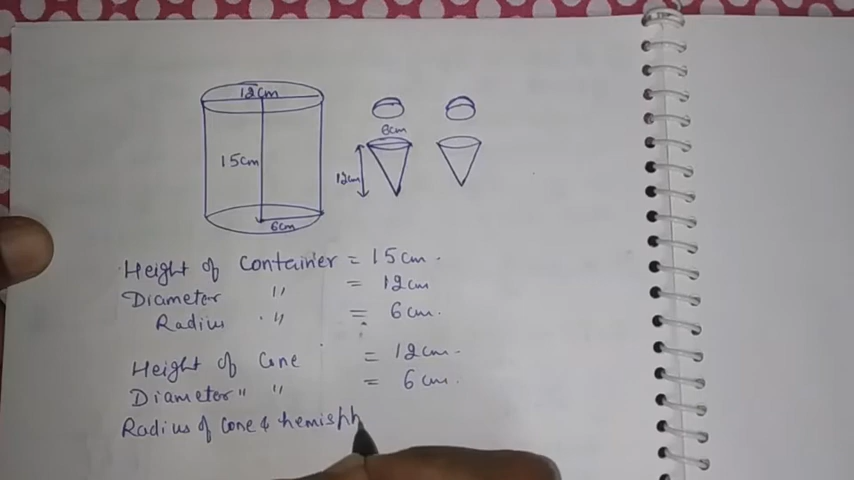 12cm
15cm
6cm
6cm
12cm
Height of container = 15cm.
Diameter " = 12cm
Radius " = 6cm.
Height of Cone = 12cm.
Diameter " " = 6cm.
Radius of Cone & hemisph